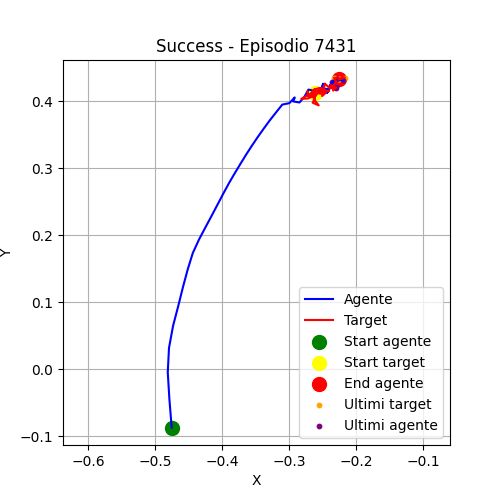 Success - Episodio 7431
Y
0.4
0.3
0.2
0.1
0.0
−0.1
−0.6
−0.5
−0.4
−0.3
−0.2
−0.1
X
Agente
Target
Start agente
Start target
End agente
Ultimi target
Ultimi agente